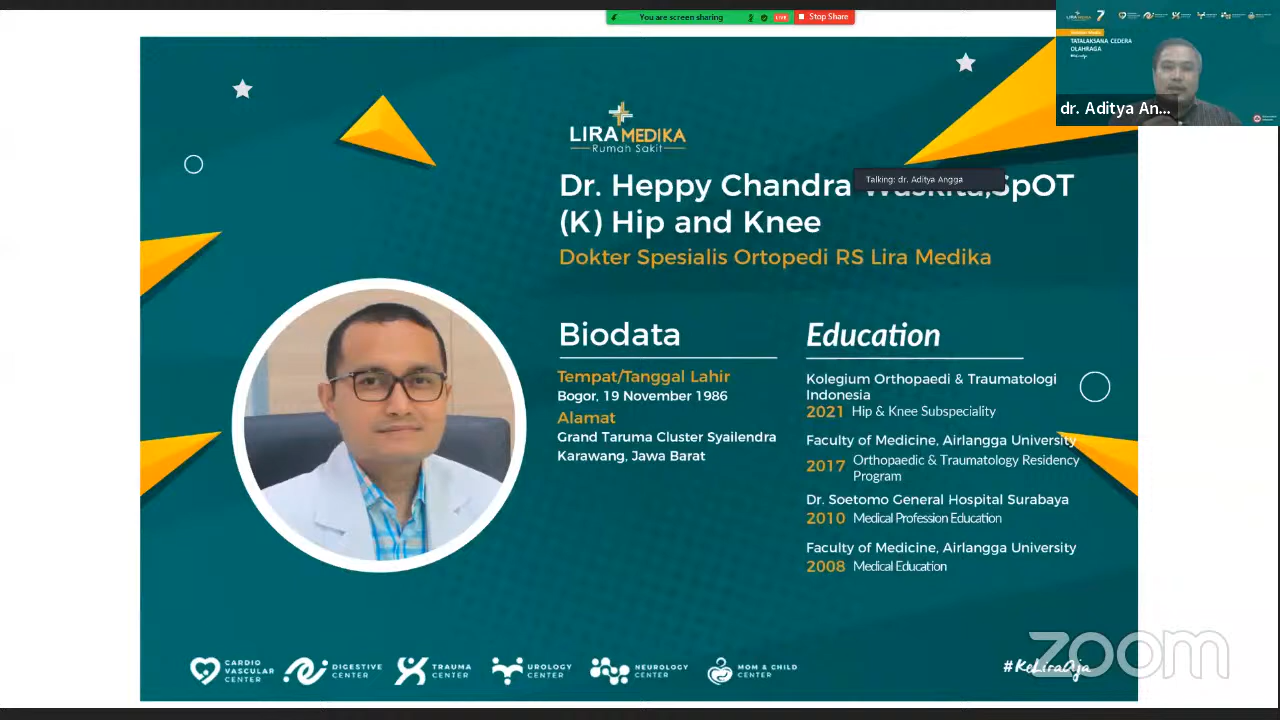 You are screen sharing
LIVE
Stop Share
LIRA MEDIKA
TATALAKSANA CEDERA
OLAHRAGA
dr. Aditya An...
LIRA MEDIKA
Rumah Sakit
Talking: dr. Aditya Angga
Dr. Heppy Chandra Waskita,SpOT
(K) Hip and Knee
Dokter Spesialis Ortopedi RS Lira Medika
Biodata
Tempat/Tanggal Lahir
Bogor, 19 November 1986
Alamat
Grand Taruma Cluster Syailendra
Karawang, Jawa Barat
Education
Kolegium Orthopaedi & Traumatologi
Indonesia
2021 Hip & Knee Subspeciality
Faculty of Medicine, Airlangga University
2017 Orthopaedic & Traumatology Residency
Program
Dr. Soetomo General Hospital Surabaya
2010 Medical Profession Education
Faculty of Medicine, Airlangga University
2008 Medical Education
CARDIO
VASCULAR
CENTER
DIGESTIVE
CENTER
TRAUMA
CENTER
UROLOGY
CENTER
NEUROLOGY
CENTER
MOM & CHILD
CENTER
#KeLiraAja
zoom